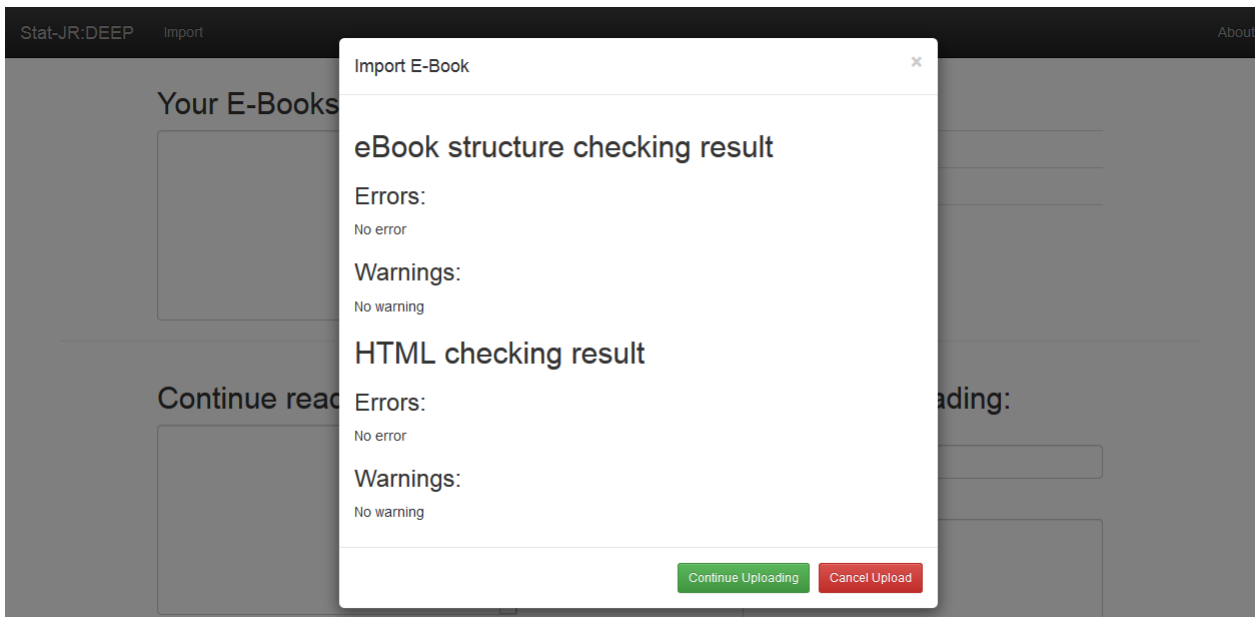 Stat-JR:DEEP Import About
Import E-Book ×
Your E-Books
eBook structure checking result
Errors:
No error
Warnings:
No warning
HTML checking result
Continue read ading:
Errors:
No error
Warnings:
No warning
Continue Uploading Cancel Upload